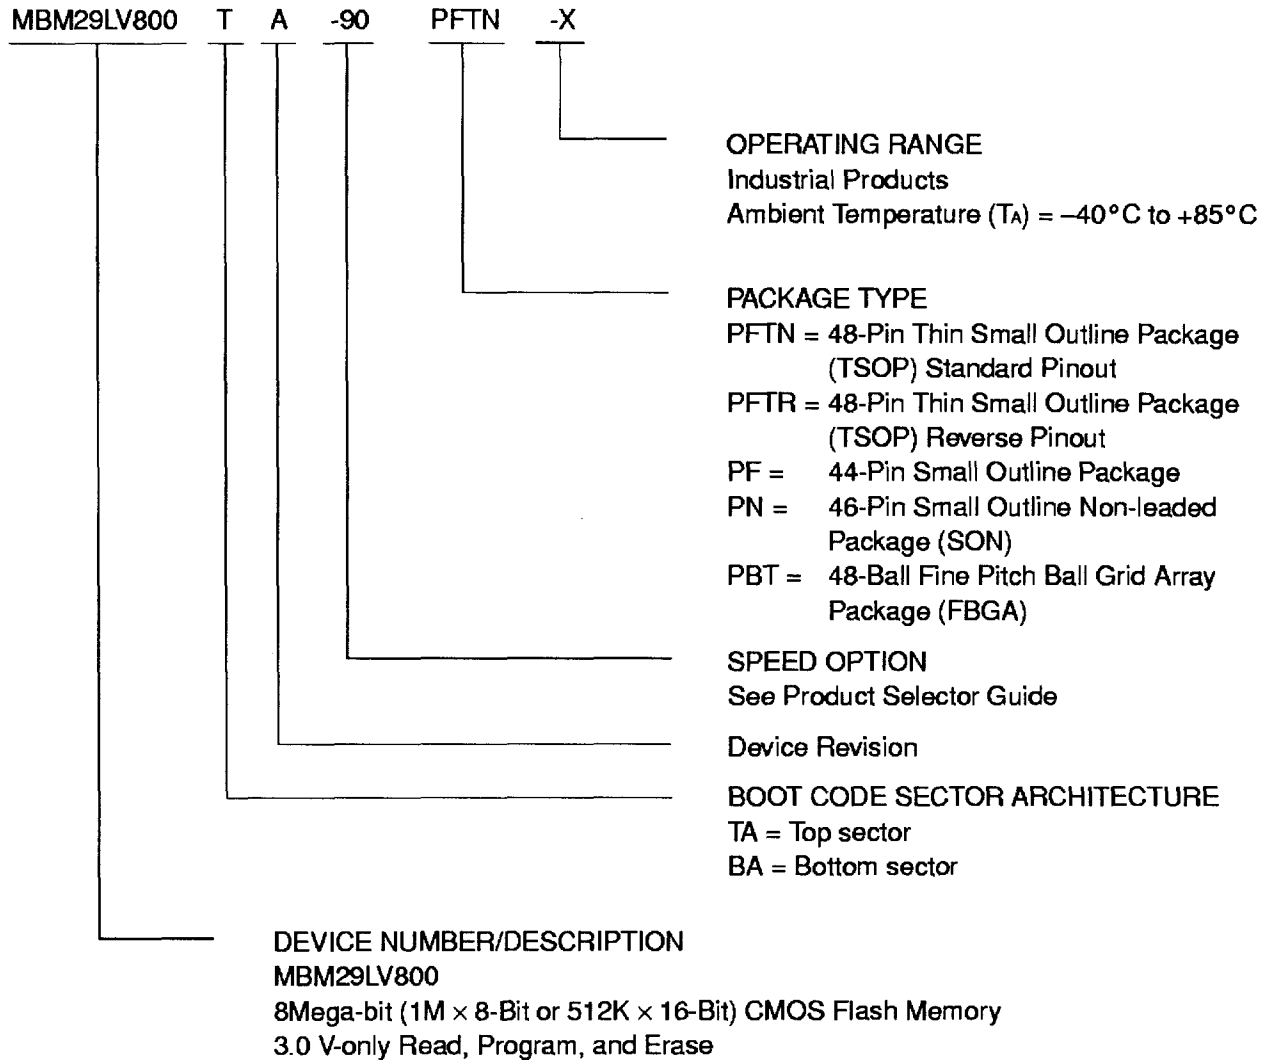 MBM29LV800 T A -90 PFTN -X
OPERATING RANGE
Industrial Products
Ambient Temperature (TA) = –40°C to +85°C
PACKAGE TYPE
PFTN = 48-Pin Thin Small Outline Package
(TSOP) Standard Pinout
PFTR = 48-Pin Thin Small Outline Package
(TSOP) Reverse Pinout
PF = 44-Pin Small Outline Package
PN = 46-Pin Small Outline Non-leaded
Package (SON)
PBT = 48-Ball Fine Pitch Ball Grid Array
Package (FBGA)
SPEED OPTION
See Product Selector Guide
Device Revision
BOOT CODE SECTOR ARCHITECTURE
TA = Top sector
BA = Bottom sector
DEVICE NUMBER/DESCRIPTION
MBM29LV800
8Mega-bit (1M × 8-Bit or 512K × 16-Bit) CMOS Flash Memory
3.0 V-only Read, Program, and Erase